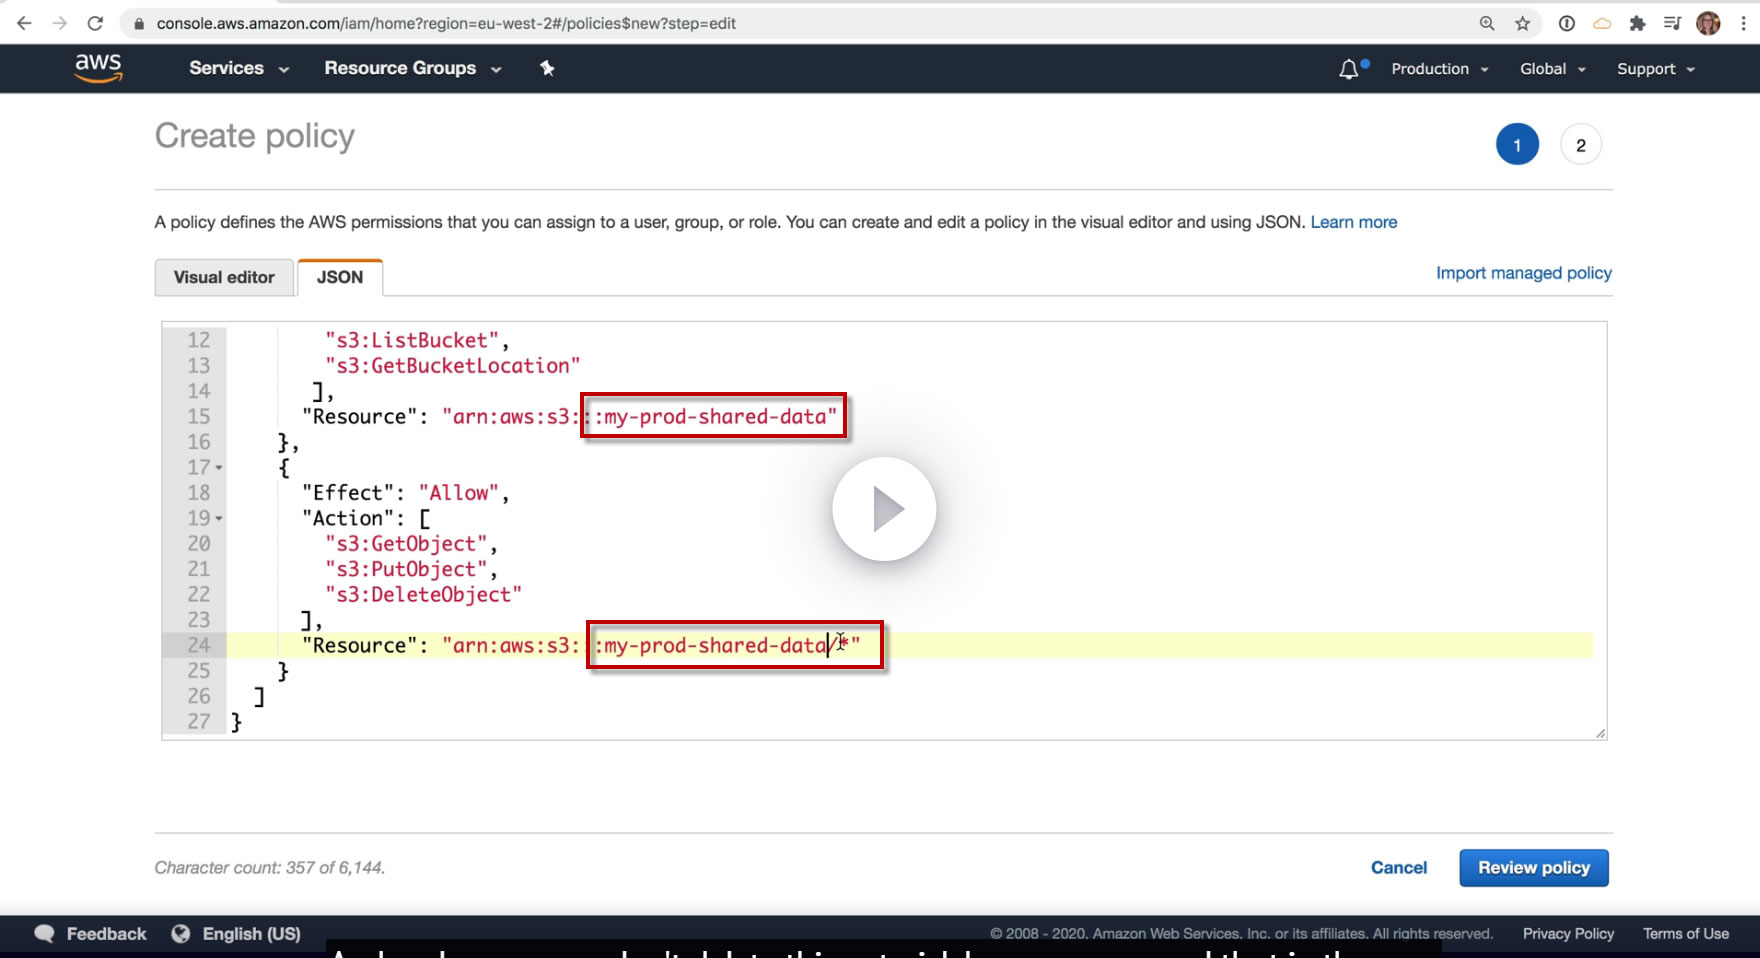 console.aws.amazon.com/iam/home?region=eu-west-2#/policies$new?step=edit
aws Services Resource Groups Production Global Support
Create policy
1 2
A policy defines the AWS permissions that you can assign to a user, group, or role. You can create and edit a policy in the visual editor and using JSON. Learn more
Visual editor JSON Import managed policy
12 "s3:ListBucket",
13 "s3:GetBucketLocation"
14 ],
15 "Resource": "arn:aws:s3:::my-prod-shared-data"
16 },
17 {
18 "Effect": "Allow",
19 "Action": [
20 "s3:GetObject",
21 "s3:PutObject",
22 "s3:DeleteObject"
23 ],
24 "Resource": "arn:aws:s3:::my-prod-shared-data/*"
25 }
26 ]
27 }
Character count: 357 of 6,144.
Cancel Review policy
Feedback English (US) © 2008 - 2020, Amazon Web Services, Inc. or its affiliates. All rights reserved. Privacy Policy Terms of Use